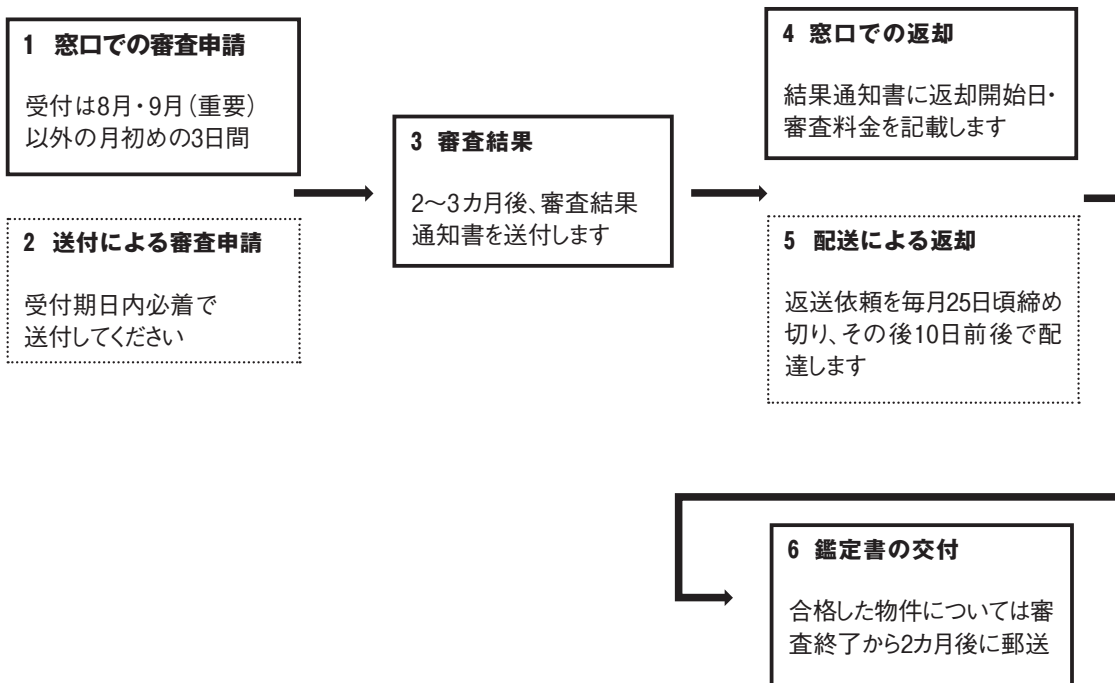 1 窓口での審査申請
受付は8月・9月(重要)
以外の月初めの3日間
2 送付による審査申請
受付期日内必着で
送付してください
3 審査結果
2〜3カ月後、審査結果
通知書を送付します
4 窓口での返却
結果通知書に返却開始日・
審査料金を記載します
5 配送による返却
返送依頼を毎月25日頃締め
切り、その後10日前後で配
達します
6 鑑定書の交付
合格した物件については審
査終了から2カ月後に郵送